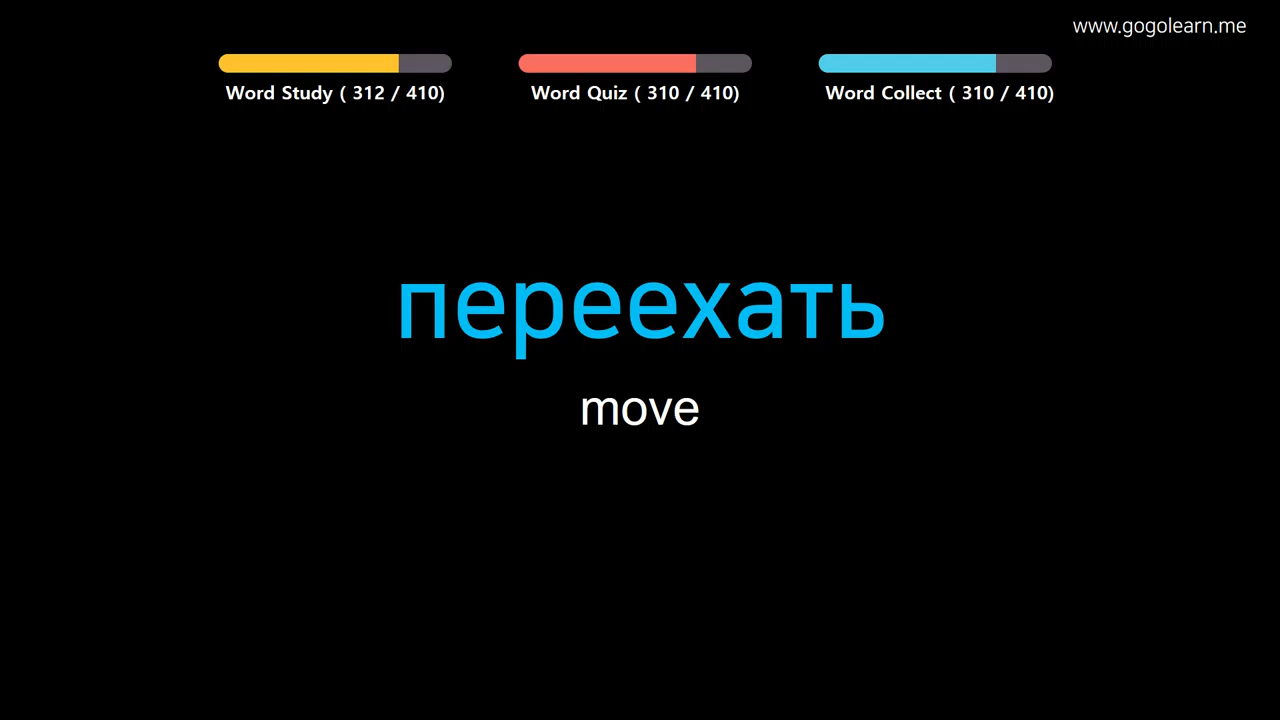 www.gogolearn.me
Word Study ( 312 / 410)
Word Quiz ( 310 / 410)
Word Collect ( 310 / 410)
переехать
move